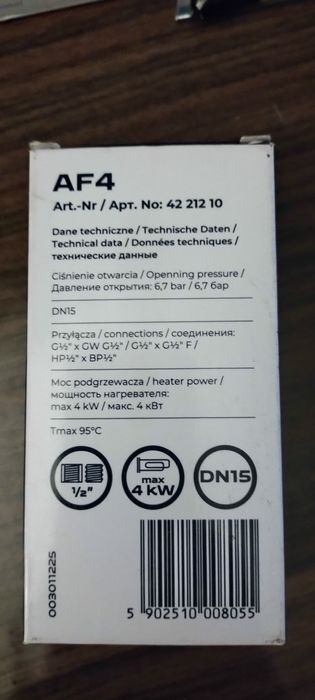 AF4
Art.-Nr / Арт. No: 42 212 10
Dane techniczne / Technische Daten /
Technical data / Données techniques /
технические данные
Ciśnienie otwarcia / Openning pressure /
Давление открытия: 6,7 bar / 6,7 бар
DN15
Przyłącza / connections / соединения:
G½" x GW G½" / G½" x G½" F /
НР½" x ВР½"
Moc podgrzewacza / heater power /
мощность нагревателя:
max 4 kW / макс. 4 кВт
Tmax 95°C
½"
max
4 kW
DN15
003011225
5 902510 008055